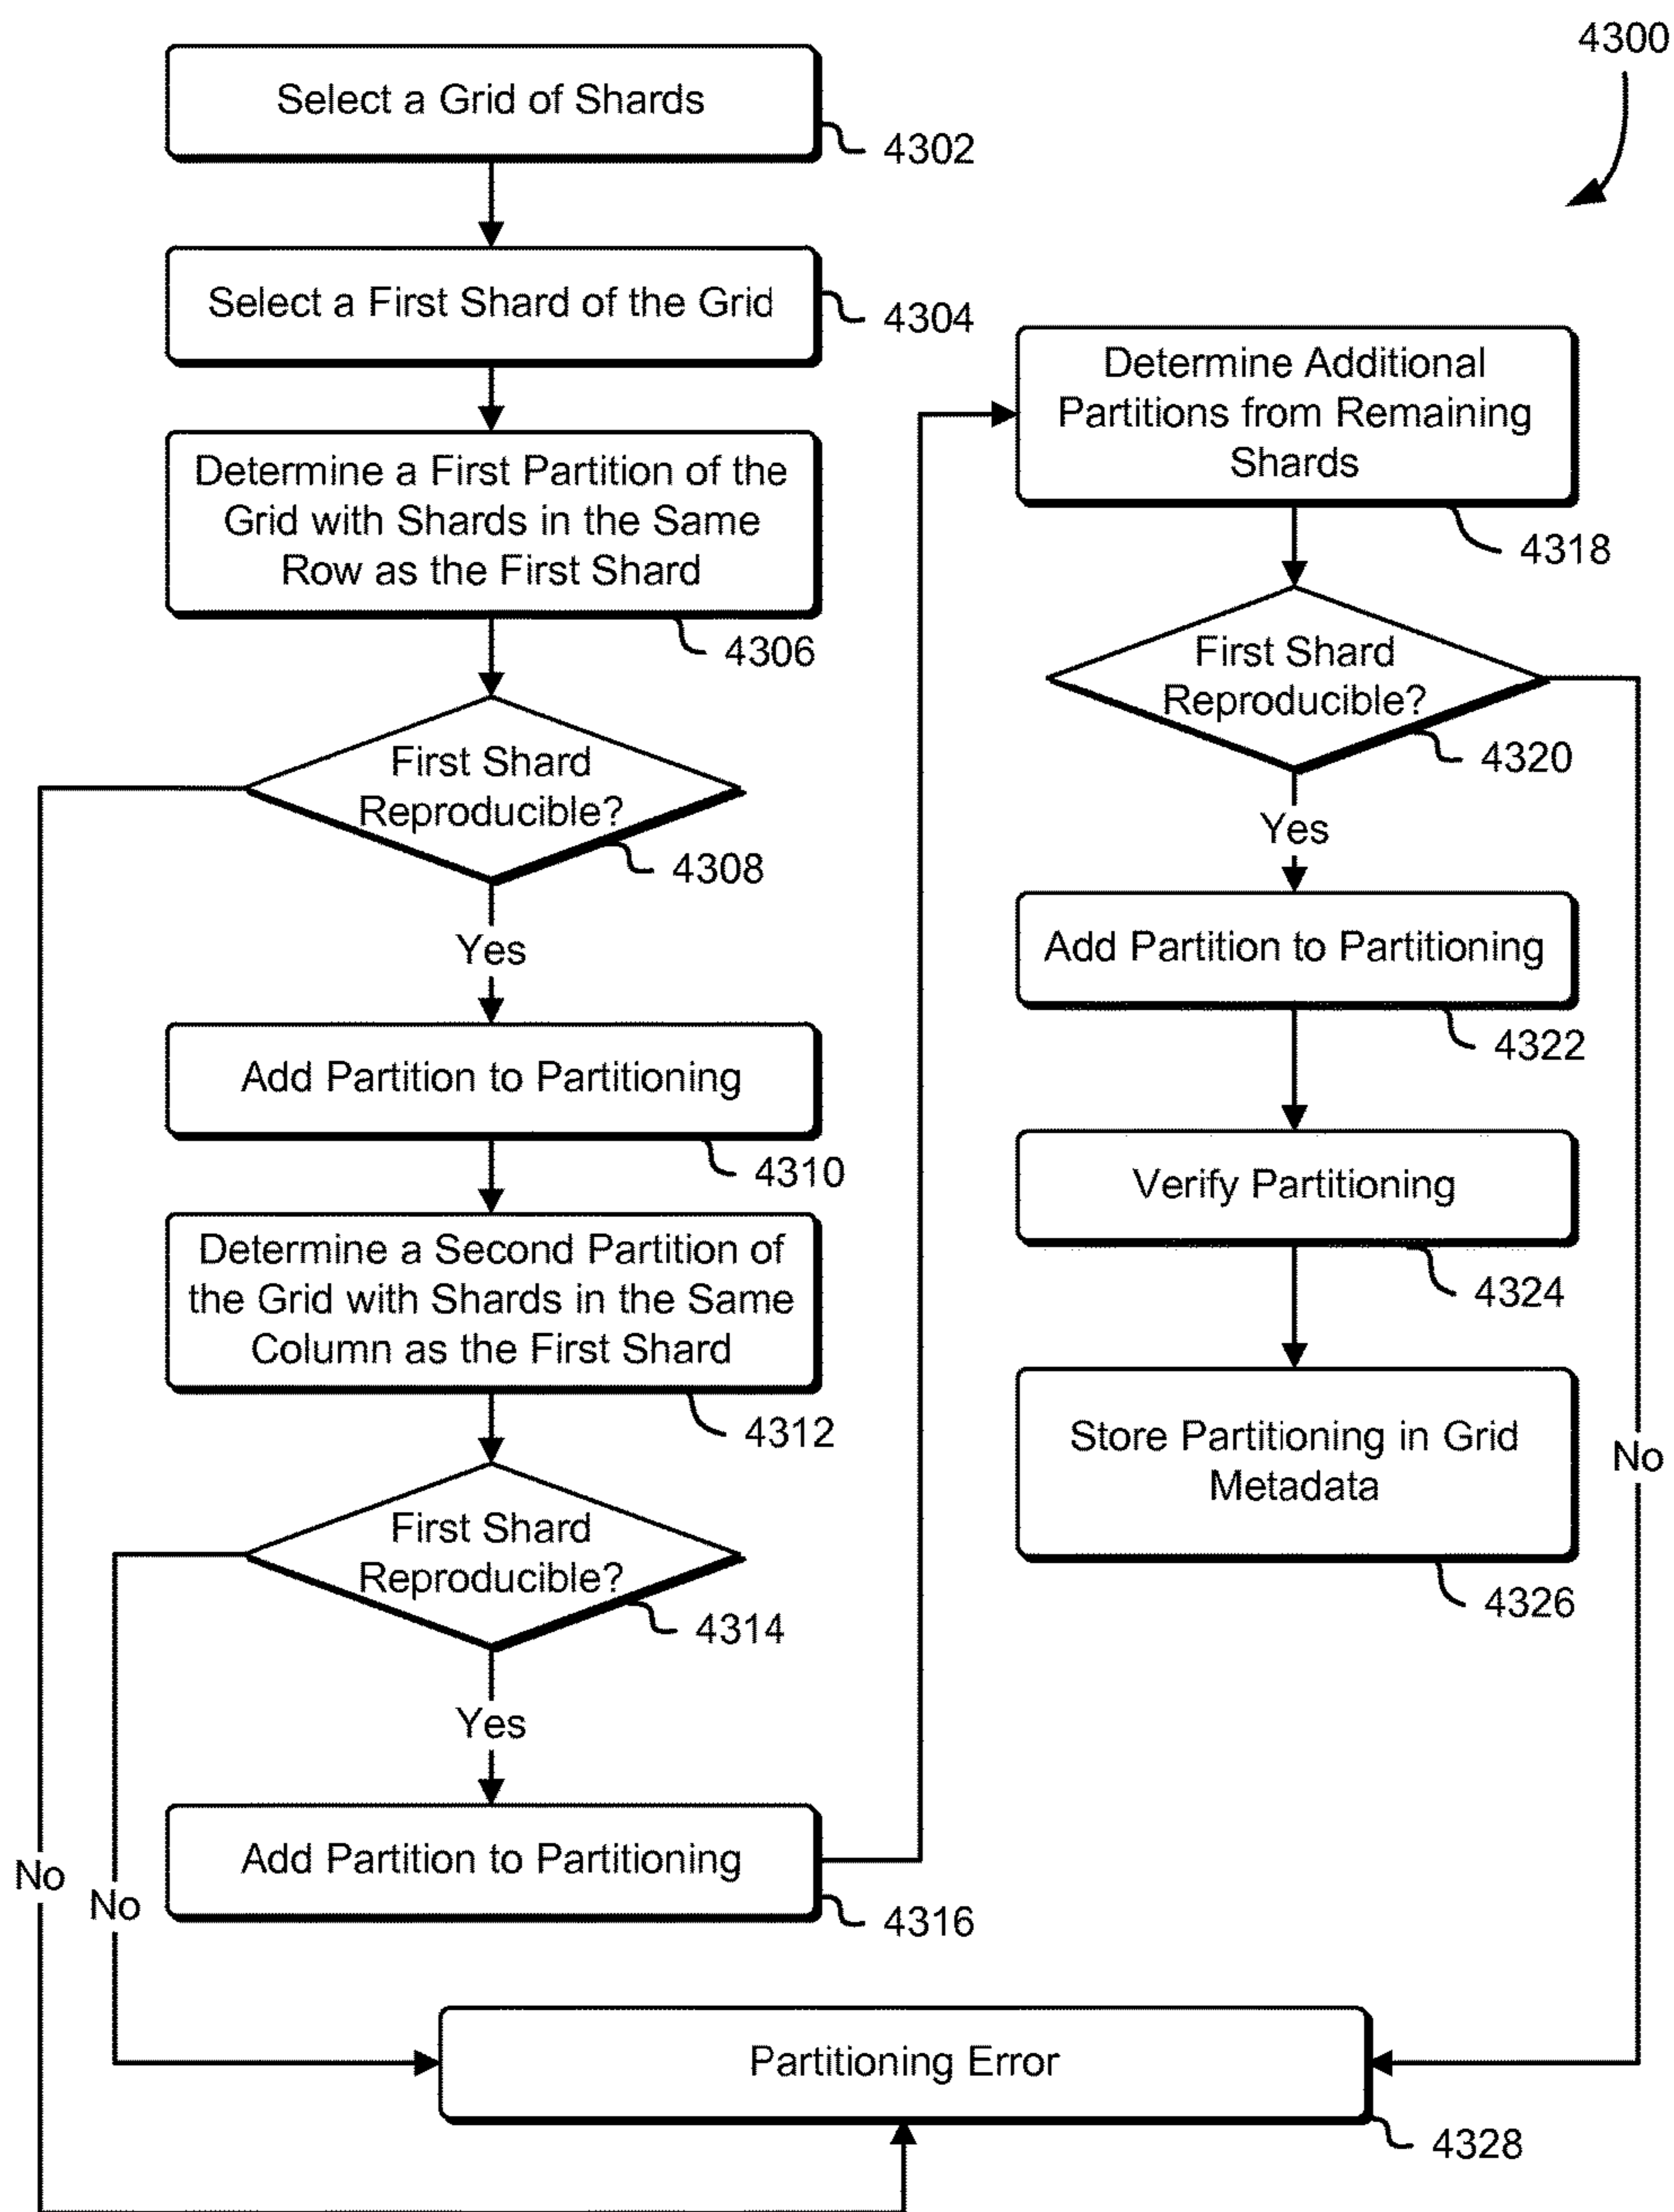 4300
Select a Grid of Shards
4302
Select a First Shard of the Grid
4304
Determine a First Partition of the
Grid with Shards in the Same
Row as the First Shard
4306
First Shard
Reproducible?
4308
Yes
Add Partition to Partitioning
4310
Determine a Second Partition of
the Grid with Shards in the Same
Column as the First Shard
4312
First Shard
Reproducible?
4314
Yes
Add Partition to Partitioning
4316
No
No
Determine Additional
Partitions from Remaining
Shards
4318
First Shard
Reproducible?
4320
Yes
Add Partition to Partitioning
4322
Verify Partitioning
4324
Store Partitioning in Grid
Metadata
4326
No
Partitioning Error
4328